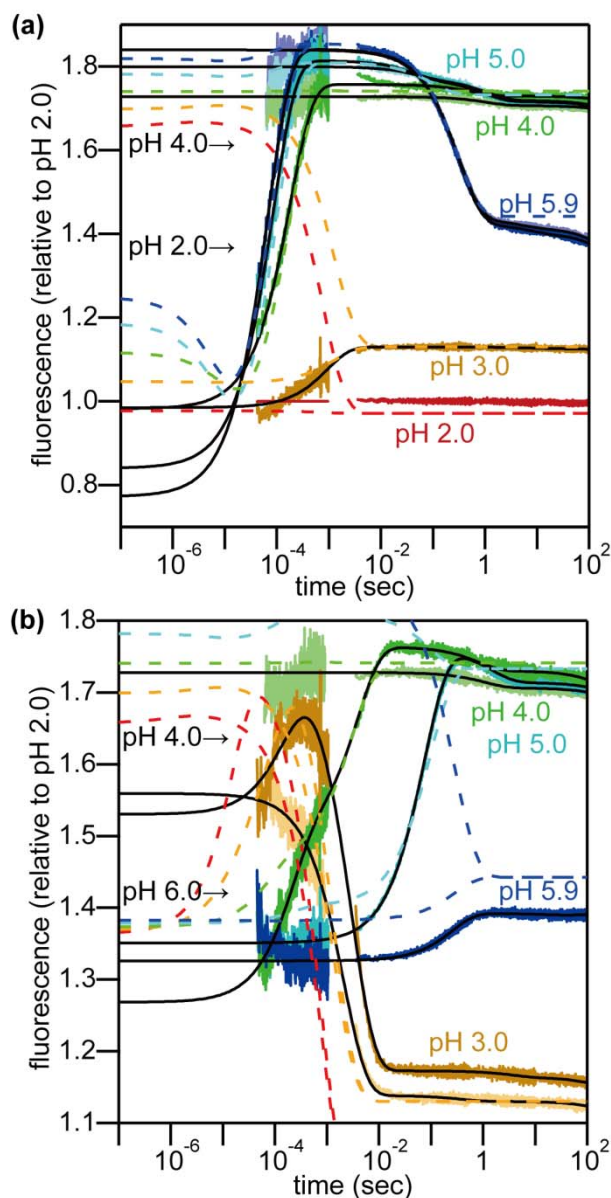 (a)
fluorescence (relative to pH 2.0)
1.8
1.6
1.4
1.2
1.0
0.8
pH 5.0
pH 4.0→
pH 4.0
pH 2.0→
pH 5.9
pH 3.0
pH 2.0
10-6
10-4
10-2
1
102
time (sec)
(b)
fluorescence (relative to pH 2.0)
1.8
1.7
1.6
1.5
1.4
1.3
1.2
1.1
pH 4.0→
pH 4.0
pH 5.0
pH 6.0→
pH 5.9
pH 3.0
10-6
10-4
10-2
1
102
time (sec)